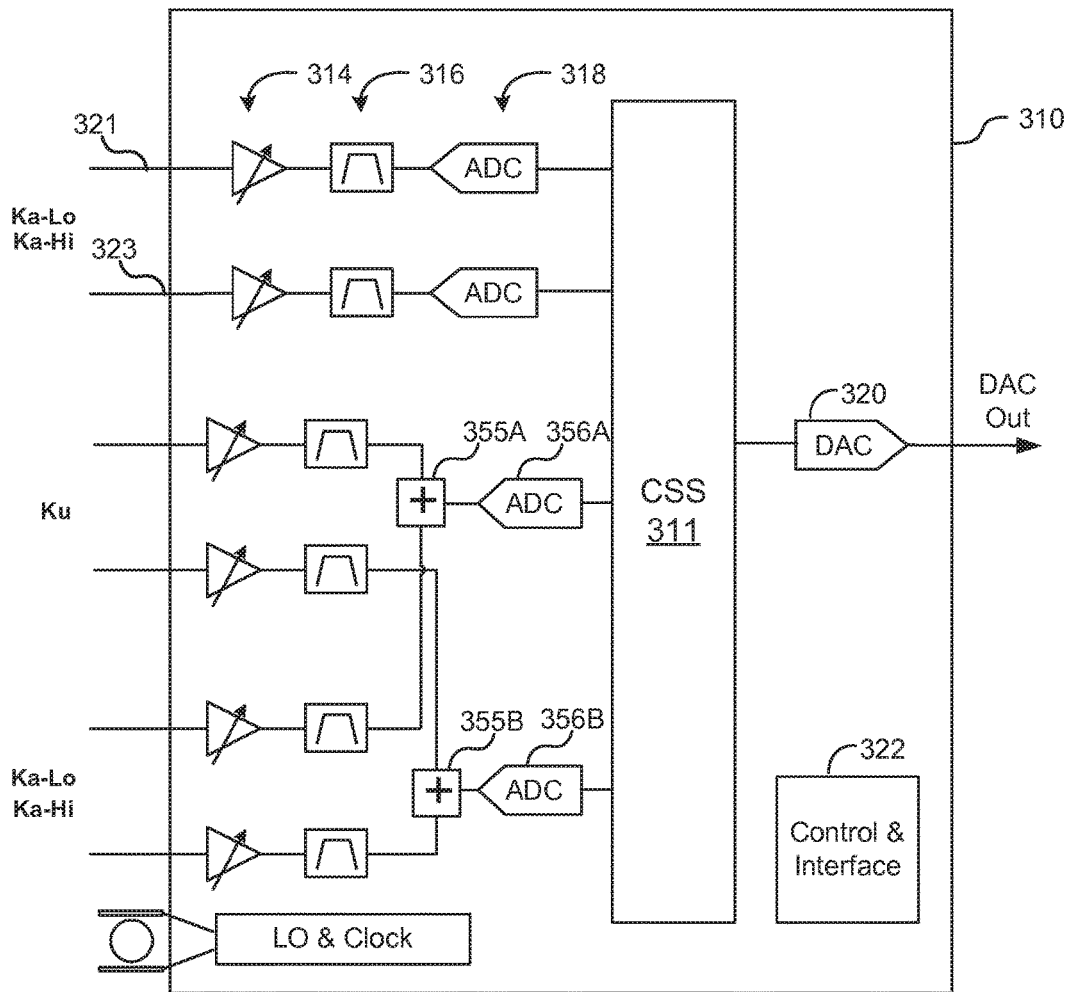 314
316
318
321
310
ADC
Ka-Lo
Ka-Hi
323
ADC
320
DAC
Out
355A
356A
DAC
+
ADC
CSS
311
Ku
355B
356B
322
+
ADC
Ka-Lo
Ka-Hi
Control &
Interface
LO & Clock